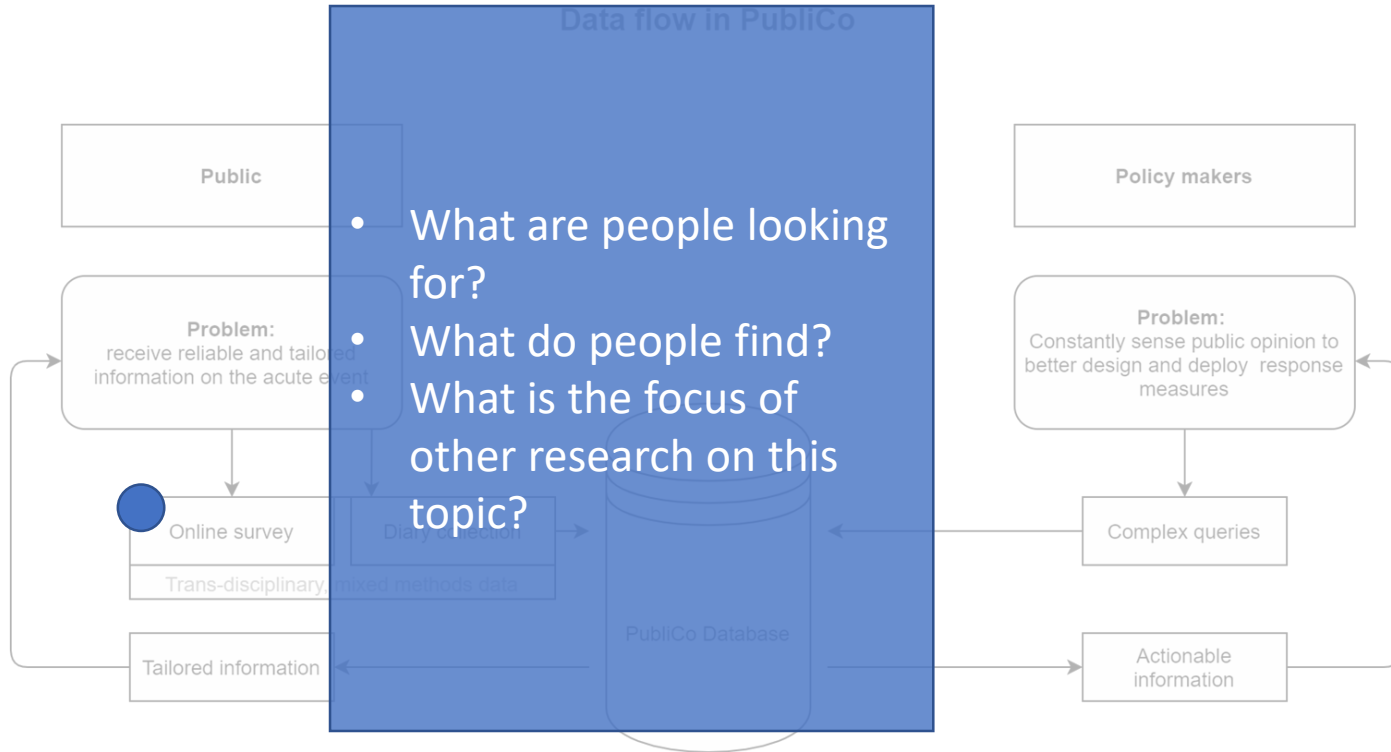 Data flow in PubliCo
Public
Policy makers
• What are people looking
for?
• What do people find?
• What is the focus of
other research on this
topic?
Problem:
receive reliable and tailored
information on the acute event
Problem:
Constantly sense public opinion to
better design and deploy response
measures
Online survey
Diary collection
Trans-disciplinary, mixed methods data
Complex queries
PubliCo Database
Tailored information
Actionable
information